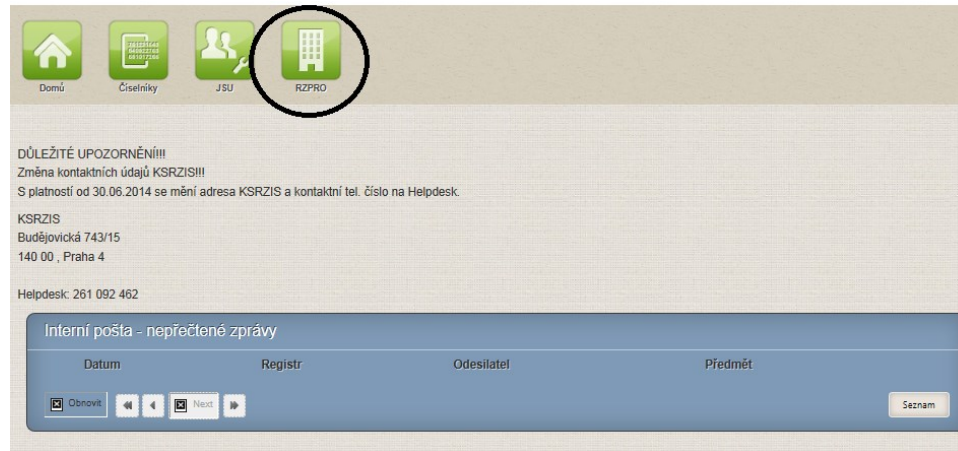 Domů
Číselníky
JSU
RZPRO
DŮLEŽITÉ UPOZORNĚNÍ!!!
Změna kontaktních údajů KSRZIS!!!
S platností od 30.06.2014 se mění adresa KSRZIS a kontaktní tel. číslo na Helpdesk.
KSRZIS
Budějovická 743/15
140 00 , Praha 4
Helpdesk: 261 092 462
Interní pošta - nepřečtené zprávy
Datum Registr Odesilatel Předmět
Obnovit Next Seznam